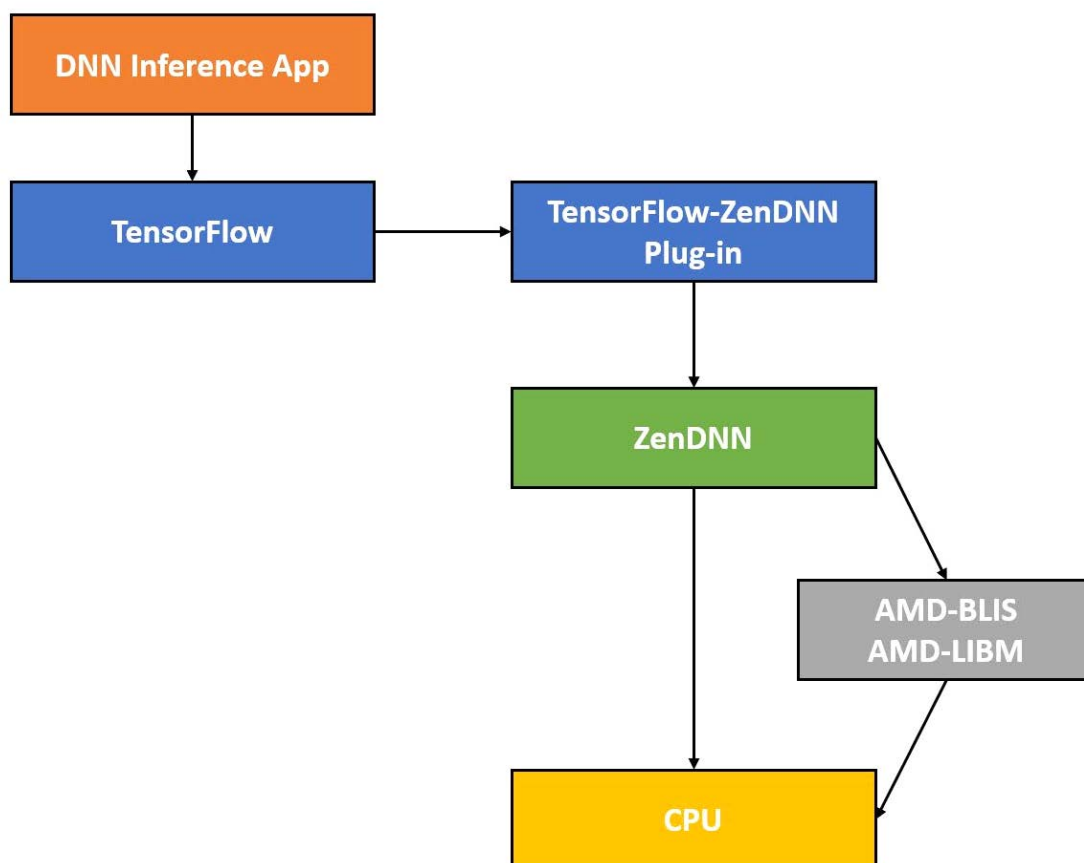 DNN Inference App
TensorFlow
TensorFlow-ZenDNN
Plug-in
ZenDNN
AMD-BLIS
AMD-LIBM
CPU